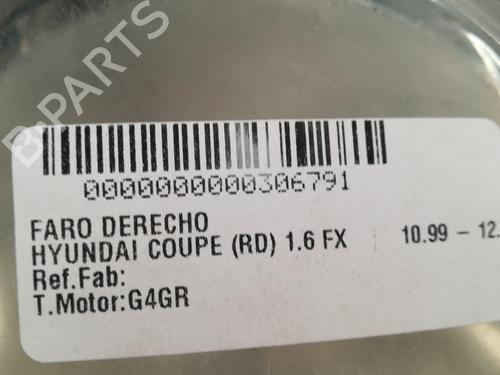 0000000000306791
FARO DERECHO
HYUNDAI COUPE (RD) 1.6 FX 10.99 - 12.
Ref.Fab:
T.Motor:G4GR
B-PARTS